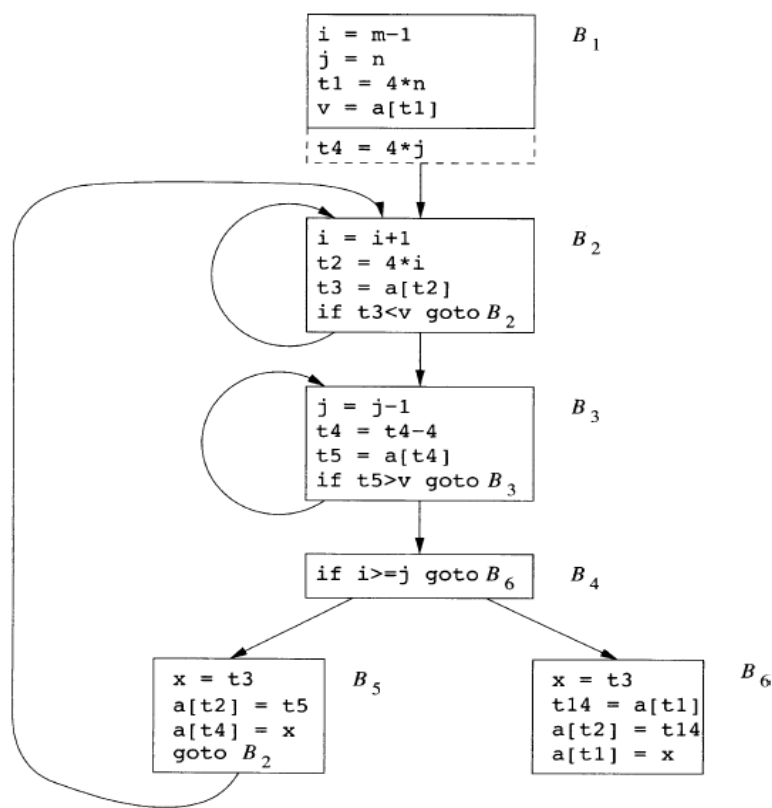 i = m-1
j = n
t1 = 4*n
v = a[t1]
t4 = 4*j
B1
i = i+1
t2 = 4*i
t3 = a[t2]
if t3<v goto B2
B2
j = j-1
t4 = t4-4
t5 = a[t4]
if t5>v goto B3
B3
if i>=j goto B6
B4
x = t3
a[t2] = t5
a[t4] = x
goto B2
B5
x = t3
t14 = a[t1]
a[t2] = t14
a[t1] = x
B6